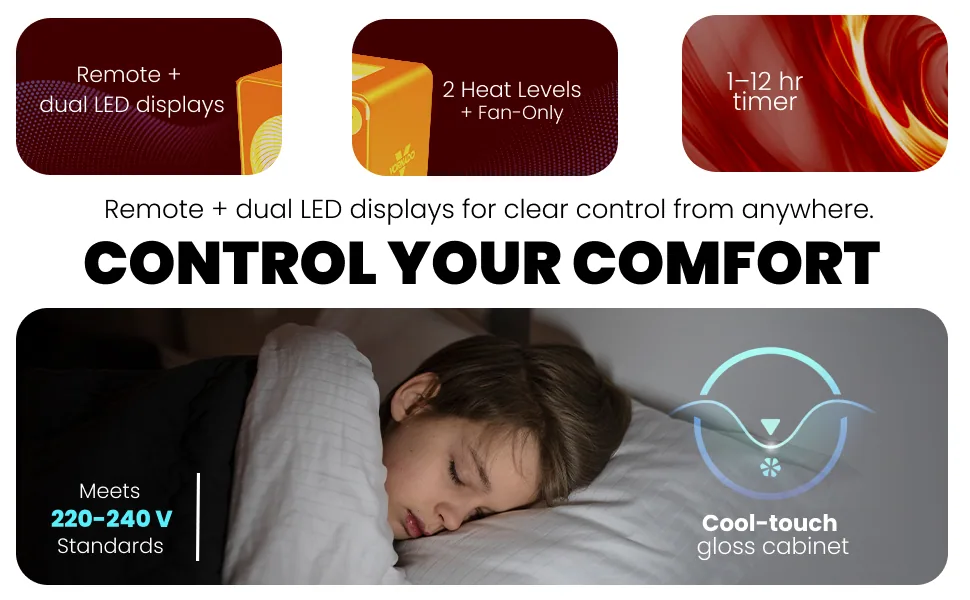 Remote +
dual LED displays
2 Heat Levels
+ Fan-Only
VORNADO
1–12 hr
timer
Remote + dual LED displays for clear control from anywhere.
CONTROL YOUR COMFORT
Meets
220-240 V
Standards
Cool-touch
gloss cabinet